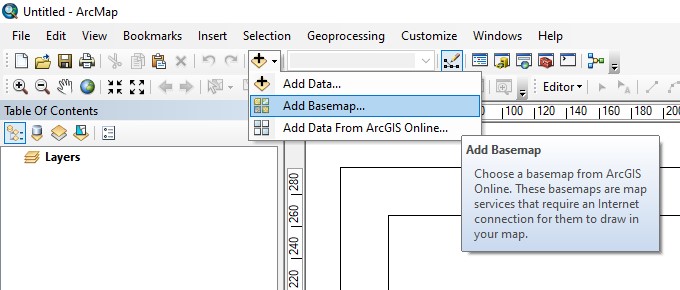 Untitled - ArcMap
File Edit View Bookmarks Insert Selection Geoprocessing Customize Windows Help
Editor
Table Of Contents
Add Data...
Add Basemap...
Add Data From ArcGIS Online...
100 120 140 160 180 200
Layers
Add Basemap
Choose a basemap from ArcGIS
Online. These basemaps are map
services that require an Internet
connection for them to draw in
your map.
280
260
240
220